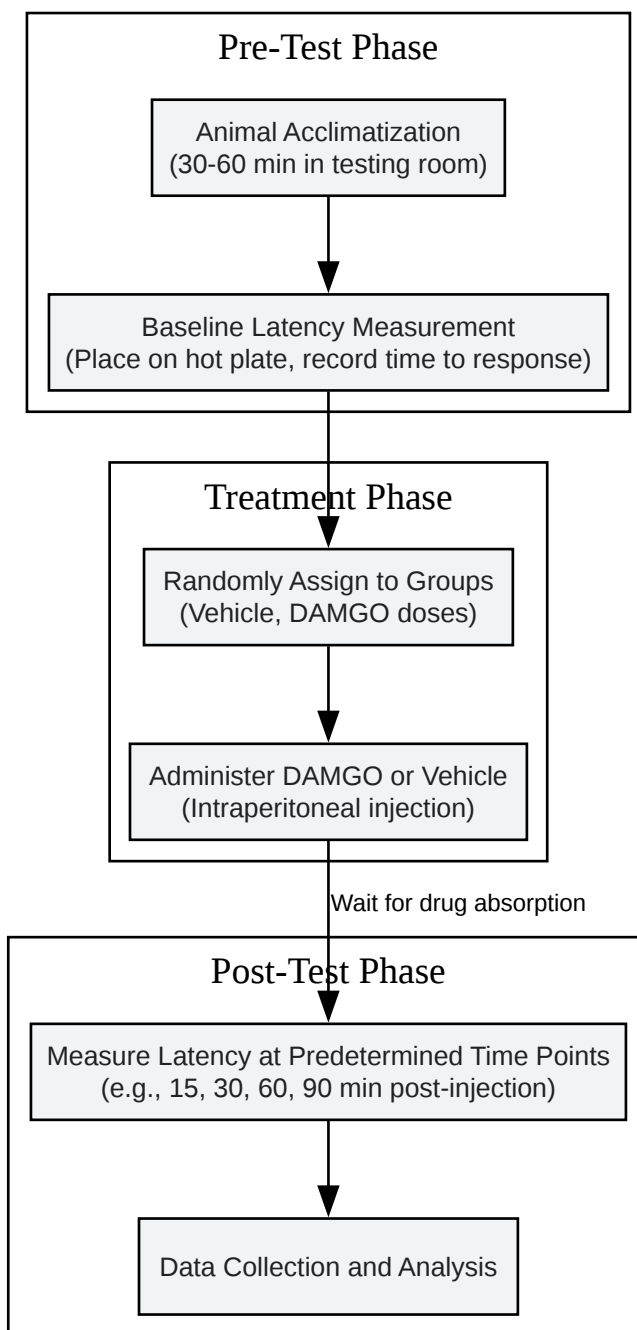 Pre-Test Phase
Animal Acclimatization
(30-60 min in testing room)
Baseline Latency Measurement
(Place on hot plate, record time to response)
Treatment Phase
Randomly Assign to Groups
(Vehicle, DAMGO doses)
Administer DAMGO or Vehicle
(Intraperitoneal injection)
Wait for drug absorption
Post-Test Phase
Measure Latency at Predetermined Time Points
(e.g., 15, 30, 60, 90 min post-injection)
Data Collection and Analysis